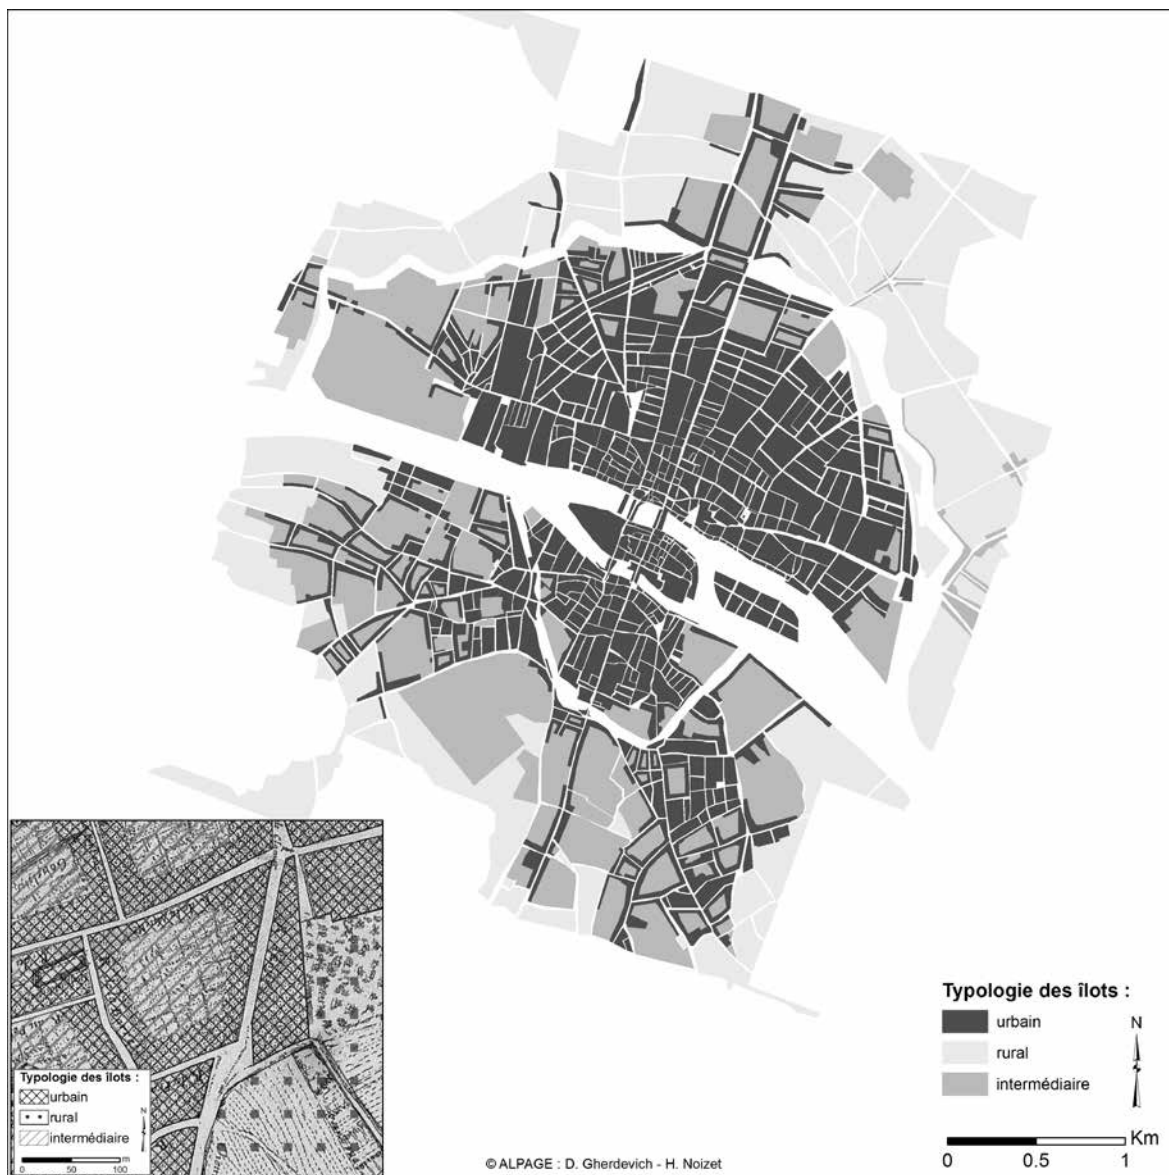 Typologie des îlots :
urbain
rural
intermédiaire
N
0 50 100 m
Typologie des îlots :
urbain
rural
intermédiaire
N
0 0.5 1 Km
© ALPAGE : D. Gherdevich - H. Noizet